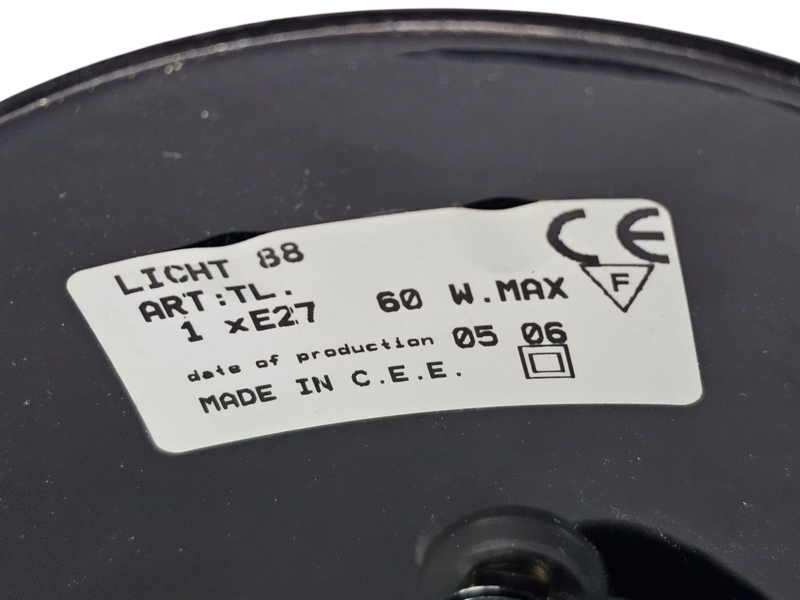 LICHT 88
CE
ART:TL.
F
1 xE27 60 W.MAX
date of production 05 06
MADE IN C.E.E.